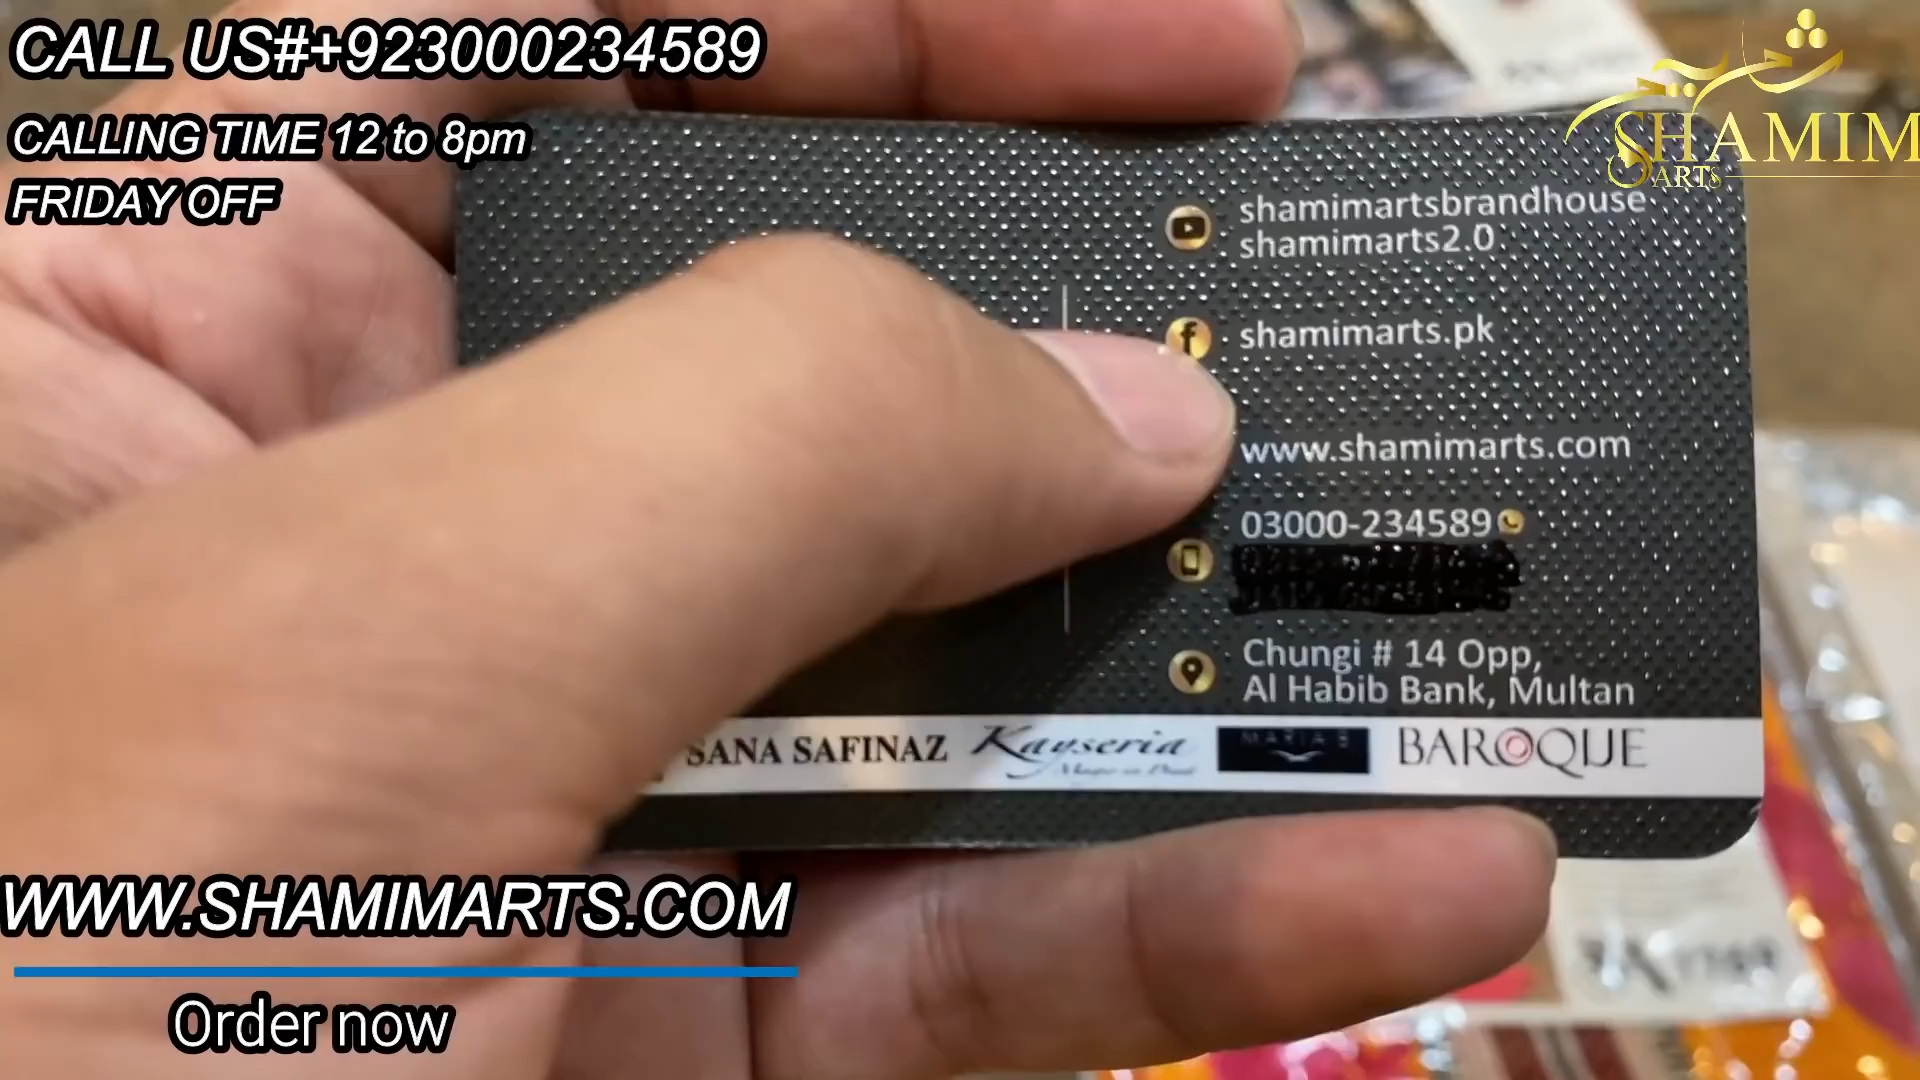 CALL US#+923000234589
CALLING TIME 12 to 8pm
FRIDAY OFF
SHAMIM
ARTS
shamimartsbrandhouse
shamimarts2.0
shamimarts.pk
www.shamimarts.com
03000-234589
Chungi # 14 Opp,
Al Habib Bank, Multan
SANA SAFINAZ Kayseria MARIA.B BAROQUE
WWW.SHAMIMARTS.COM
Order now